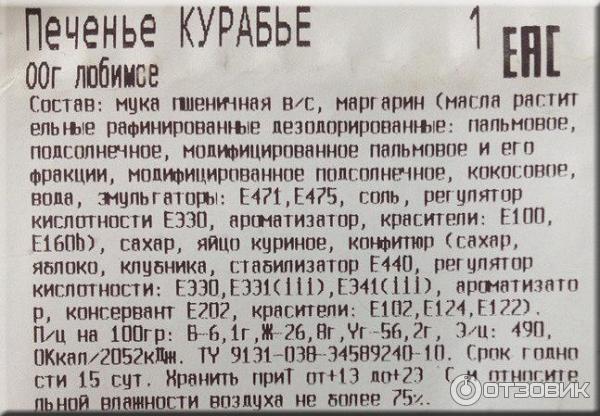 Печенье КУРАБЬЕ 1
00г любимое
EAC
Состав: мука пшеничная в/с, маргарин (масла растит
ельные рафинированные дезодорированные: пальмовое,
подсолнечное, модифицированное пальмовое и его
фракции, модифицированное подсолнечное, кокосовое,
вода, эмульгаторы: Е471,Е475, соль, регулятор
кислотности Е330, ароматизатор, красители: Е100,
Е160b), сахар, яйцо куриное, конфитюр (сахар,
яблоко, клубника, стабилизатор Е440, регулятор
кислотности: Е330,Е331(iii),Е341(iii), ароматизато
р, консервант Е202, красители: Е102,Е124,Е122).
П/ц на 100гр: В-6,1г,Ж-26,8г,Уг-56,2г, Э/ц: 490,
0Ккал/2052кДж. ТУ 9131-038-34589240-10. Срок годно
сти 15 сут. Хранить приТ от+13 до+23 С и относите
льной влажности воздуха не более 75%.
ОТЗОВИК